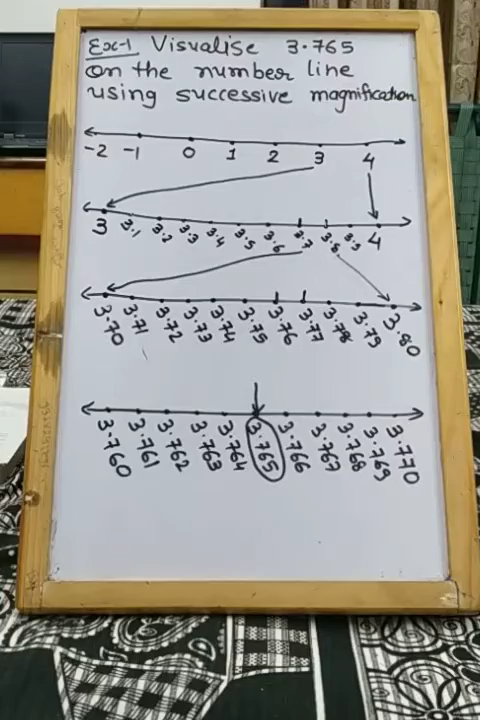 Ex-1 Visualise 3.765
on the number line
using successive magnification
-2 -1 0 1 2 3 4
3 3.1 3.2 3.3 3.4 3.5 3.6 3.7 3.8 3.9 4
3.70 3.71 3.72 3.73 3.74 3.75 3.76 3.77 3.78 3.79 3.80
3.760 3.761 3.762 3.763 3.764 3.765 3.766 3.767 3.768 3.769 3.770